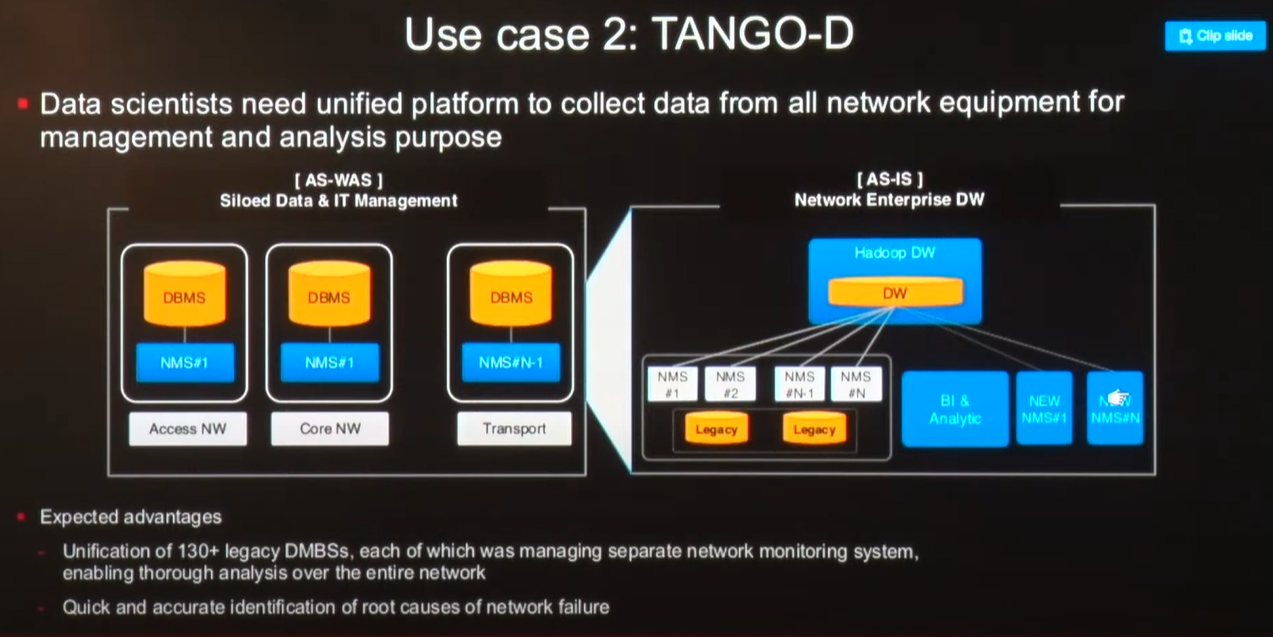 Use case 2: TANGO-D
Clip slide
Data scientists need unified platform to collect data from all network equipment for
management and analysis purpose
[ AS-WAS ]
Siloed Data & IT Management
DBMS
NMS#1
Access NW
DBMS
NMS#1
Core NW
DBMS
NMS#N-1
Transport
[ AS-IS ]
Network Enterprise DW
Hadoop DW
DW
NMS
#1
NMS
#2
NMS
#N-1
NMS
#N
Legacy
Legacy
BI &
Analytic
NEW
NMS#1
NMS#N
Expected advantages
- Unification of 130+ legacy DMBSs, each of which was managing separate network monitoring system,
enabling thorough analysis over the entire network
- Quick and accurate identification of root causes of network failure